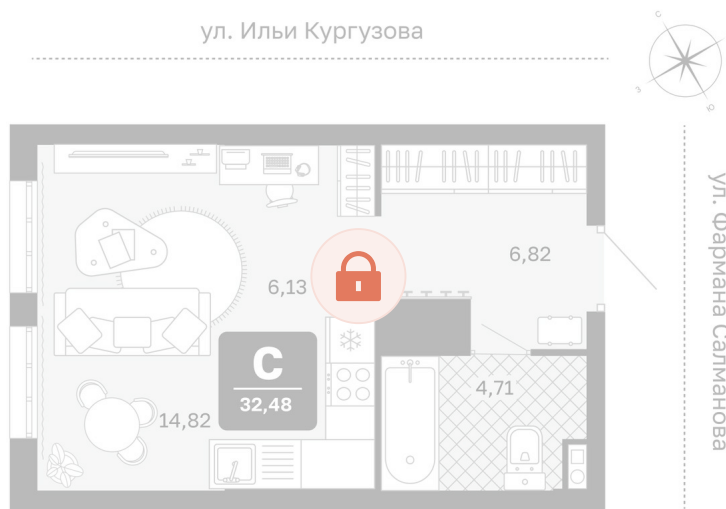 ул. Ильи Кургузова
С
З
Ю
6,82
6,13
С
32,48
14,82
4,71
ул. Фармана Салманова